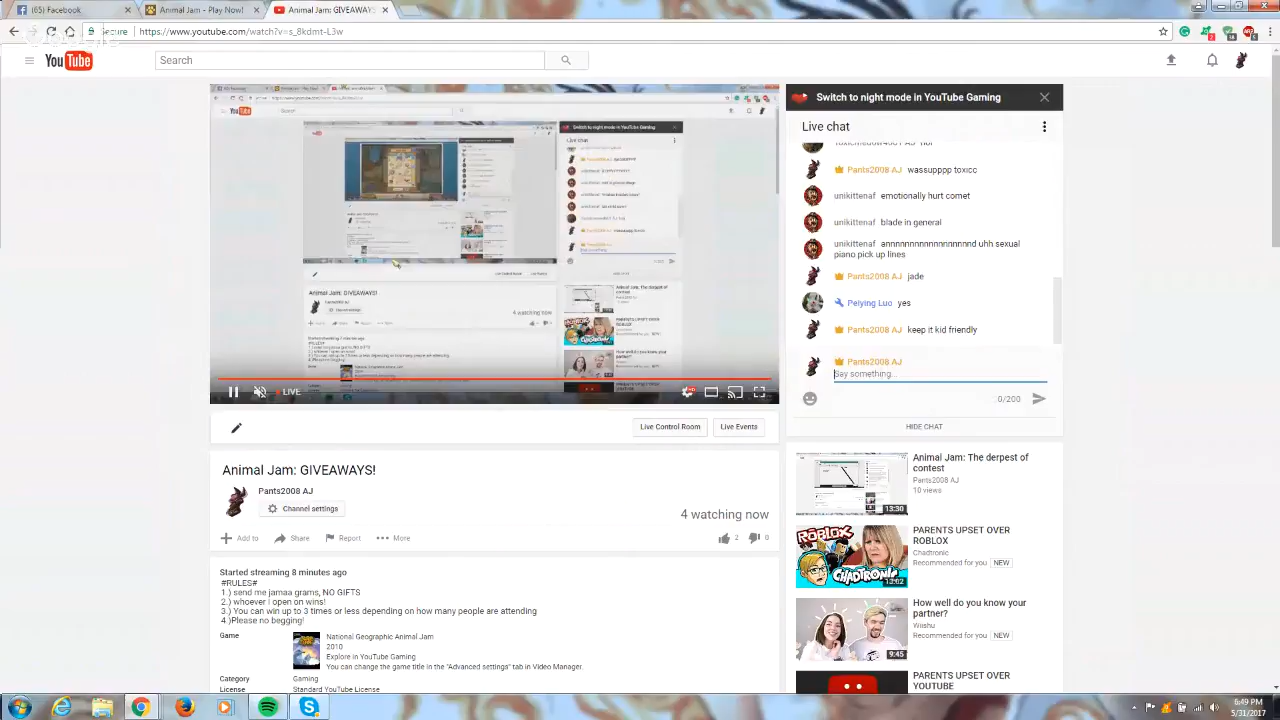 (65) Facebook
Animal Jam - Play Now!
Animal Jam: GIVEAWAYS!
Secure
https://www.youtube.com/watch?v=s_8kdmt-L3w
YouTube
Search
Switch to night mode in YouTube Gaming
Live chat
Pants2008 AJ wassupppp toxicc
unikittenaf emotionally hurt comet
unikittenaf blade in general
unikittenaf annnnnnnnnnnnnnnnd uhh sexist
piano pick up lines
Pants2008 AJ jade
Peiying Luo yes
Pants2008 AJ keep it kid friendly
Pants2008 AJ
Say something...
0/200
HIDE CHAT
LIVE
Live Control Room
Live Events
Animal Jam: GIVEAWAYS!
Pants2008 AJ
Channel settings
4 watching now
Add to
Share
Report
More
2
0
Started streaming 8 minutes ago
#RULES#
1.) send me jamaa grams, NO GIFTS
2.) whoever I open on wins!
3.) You can win up to 3 times or less depending on how many people are attending
4.)Please no begging!
Game
National Geographic Animal Jam
2010
Explore in YouTube Gaming
You can change the game title in the "Advanced settings" tab in Video Manager.
Category
Gaming
License
Standard YouTube License
Animal Jam: The derpest of
contest
Pants2008 AJ
10 views
13:30
PARENTS UPSET OVER
ROBLOX
Chadtronic
Recommended for you NEW
ROBLOX
CHADTRONIC
13:02
How well do you know your
partner?
Wiishu
Recommended for you NEW
9:45
PARENTS UPSET OVER
YOUTUBE
6:49 PM
5/31/2017